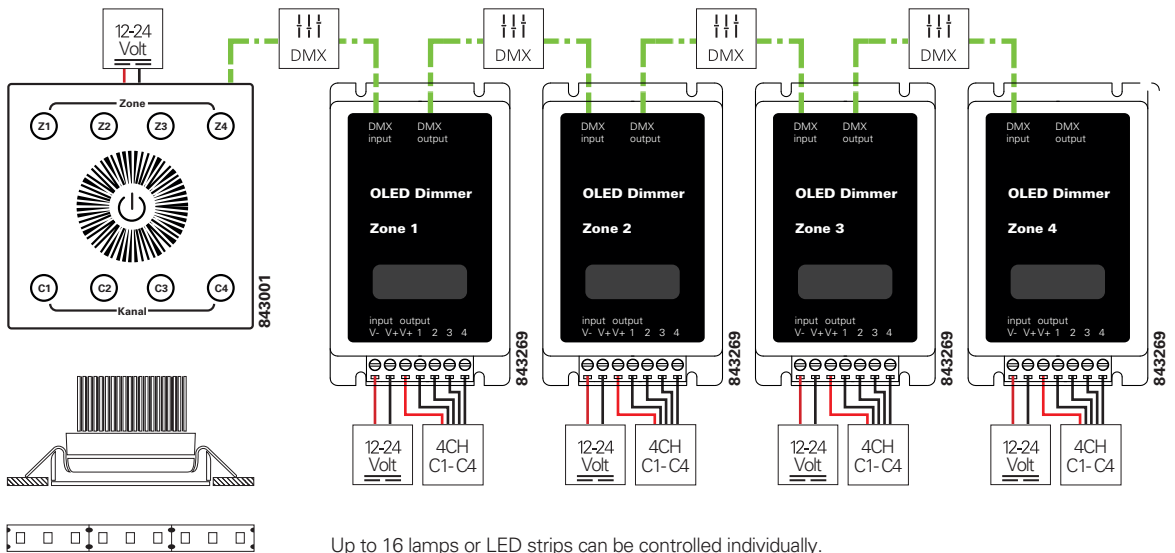 12-24
Volt
DMX
DMX
DMX
DMX
Zone
Z1 Z2 Z3 Z4
C1 C2 C3 C4
Kanal
843001
DMX DMX
input output
OLED Dimmer
Zone 1
input output
V- V+V+ 1 2 3 4
843269
12-24
Volt
4CH
C1-C4
DMX DMX
input output
OLED Dimmer
Zone 2
input output
V- V+V+ 1 2 3 4
843269
12-24
Volt
4CH
C1-C4
DMX DMX
input output
OLED Dimmer
Zone 3
input output
V- V+V+ 1 2 3 4
843269
12-24
Volt
4CH
C1-C4
DMX DMX
input output
OLED Dimmer
Zone 4
input output
V- V+V+ 1 2 3 4
843269
12-24
Volt
4CH
C1-C4
Up to 16 lamps or LED strips can be controlled individually.